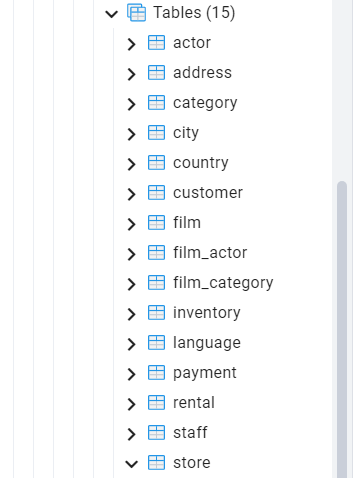 Tables (15)
actor
address
category
city
country
customer
film
film_actor
film_category
inventory
language
payment
rental
staff
store